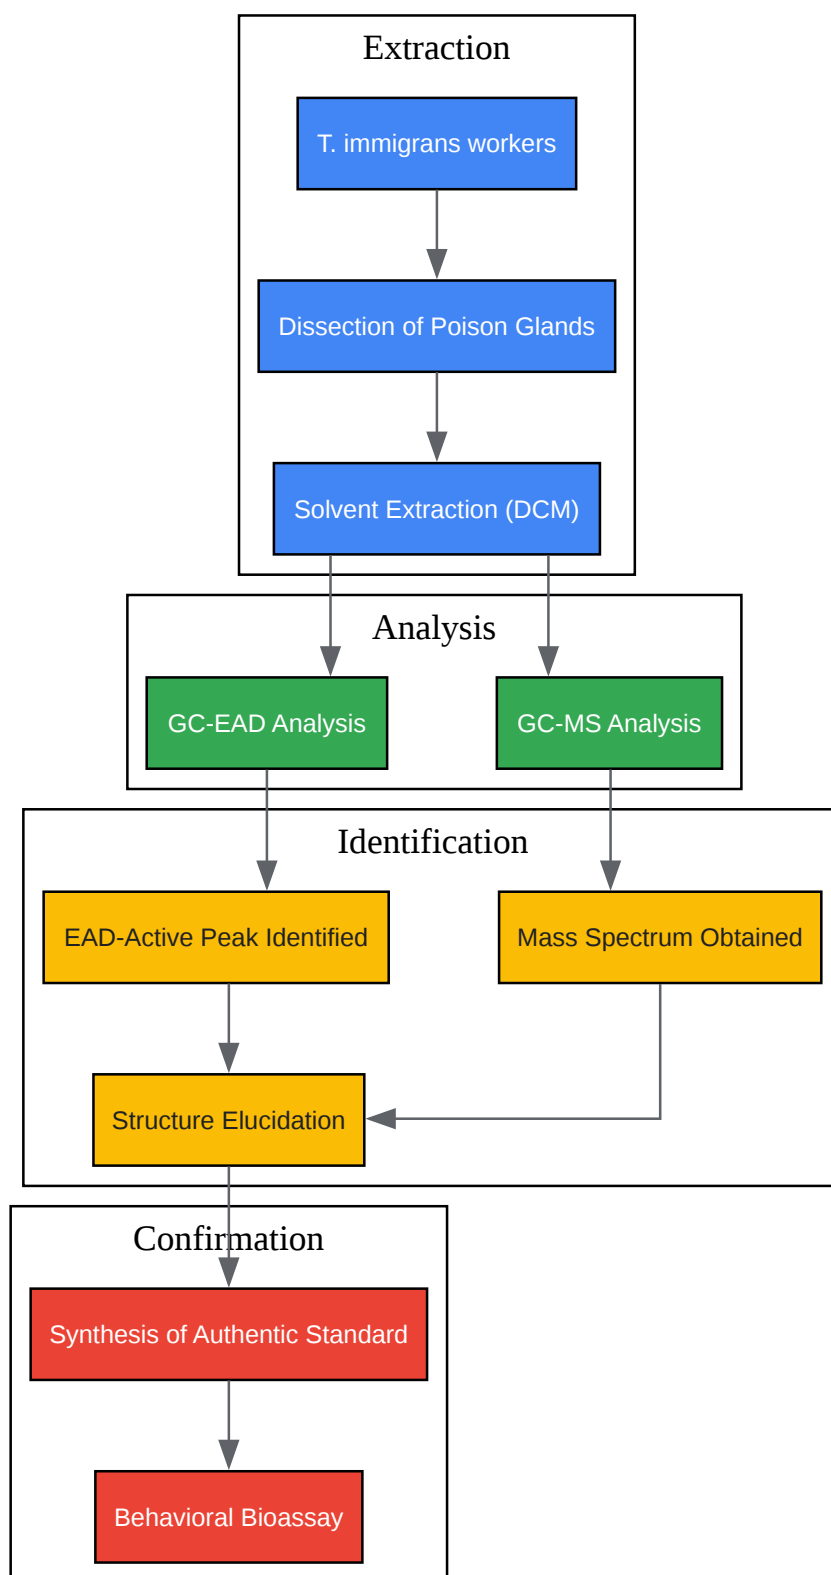 Extraction
T. immigrans workers
Dissection of Poison Glands
Solvent Extraction (DCM)
Analysis
GC-EAD Analysis
GC-MS Analysis
Identification
EAD-Active Peak Identified
Mass Spectrum Obtained
Structure Elucidation
Confirmation
Synthesis of Authentic Standard
Behavioral Bioassay